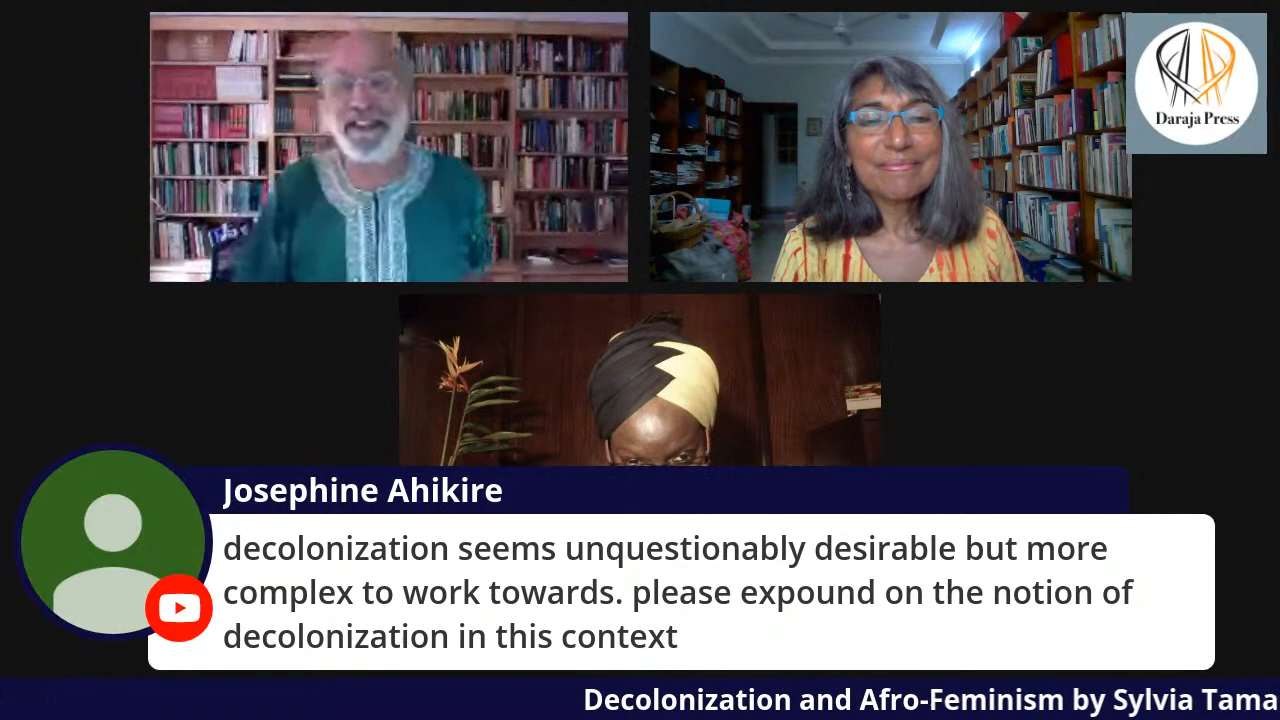 Daraja Press
Josephine Ahikire
decolonization seems unquestionably desirable but more
complex to work towards. please expound on the notion of
decolonization in this context
Decolonization and Afro-Feminism by Sylvia Tama